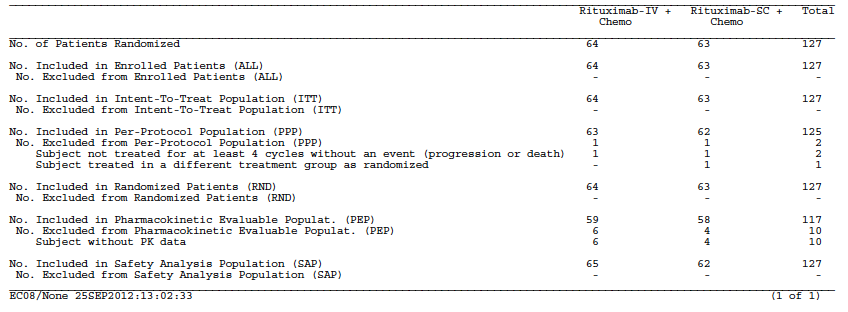 Rituximab-IV + Rituximab-SC + Total
Chemo Chemo
No. of Patients Randomized 64 63 127
No. Included in Enrolled Patients (ALL) 64 63 127
No. Excluded from Enrolled Patients (ALL) - - -
No. Included in Intent-To-Treat Population (ITT) 64 63 127
No. Excluded from Intent-To-Treat Population (ITT) - - -
No. Included in Per-Protocol Population (PPP) 63 62 125
No. Excluded from Per-Protocol Population (PPP) 1 1 2
Subject not treated for at least 4 cycles without an event (progression or death) 1 1 2
Subject treated in a different treatment group as randomized - 1 1
No. Included in Randomized Patients (RND) 64 63 127
No. Excluded from Randomized Patients (RND) - - -
No. Included in Pharmacokinetic Evaluable Populat. (PEP) 59 58 117
No. Excluded from Pharmacokinetic Evaluable Populat. (PEP) 6 4 10
Subject without PK data 6 4 10
No. Included in Safety Analysis Population (SAP) 65 62 127
No. Excluded from Safety Analysis Population (SAP) - - -
EC08/None 25SEP2012:13:02:33 (1 of 1)